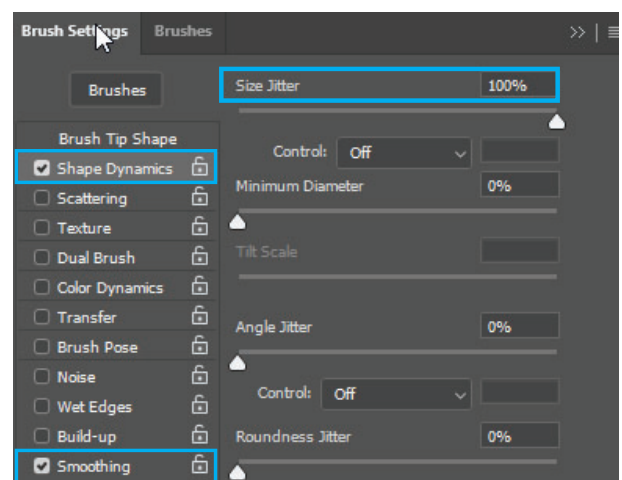 Brush Settings Brushes
Brushes
Size Jitter 100%
Brush Tip Shape
Control: Off
Shape Dynamics
Minimum Diameter 0%
Scattering
Texture
Tilt Scale
Dual Brush
Color Dynamics
Transfer
Angle Jitter 0%
Brush Pose
Noise
Control: Off
Wet Edges
Build-up
Roundness Jitter 0%
Smoothing